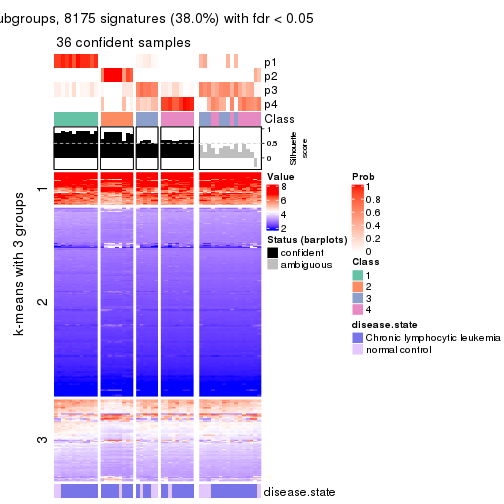 ubgroups, 8175 signatures (38.0%) with fdr < 0.05
36 confident samples
p1
p2
p3
p4
Class
1
0.5
0
Silhouette
score
k-means with 3 groups
1
2
3
disease.state
Value
8
6
4
2
Status (barplots)
confident
ambiguous
Prob
1
0.8
0.6
0.4
0.2
0
Class
1
2
3
4
disease.state
Chronic lymphocytic leukemia
normal control